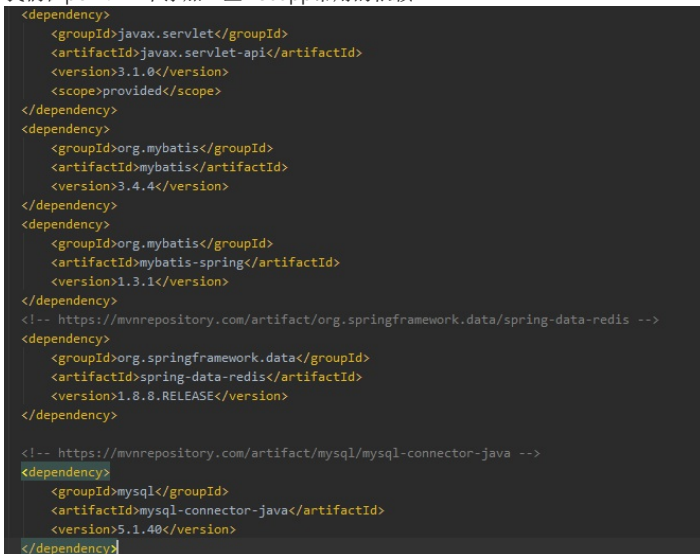 <dependency>
<groupId>javax.servlet</groupId>
<artifactId>javax.servlet-api</artifactId>
<version>3.1.0</version>
<scope>provided</scope>
</dependency>
<dependency>
<groupId>org.mybatis</groupId>
<artifactId>mybatis</artifactId>
<version>3.4.4</version>
</dependency>
<dependency>
<groupId>org.mybatis</groupId>
<artifactId>mybatis-spring</artifactId>
<version>1.3.1</version>
</dependency>
<!-- https://mvnrepository.com/artifact/org.springframework.data/spring-data-redis -->
<dependency>
<groupId>org.springframework.data</groupId>
<artifactId>spring-data-redis</artifactId>
<version>1.8.8.RELEASE</version>
</dependency>
<!-- https://mvnrepository.com/artifact/mysql/mysql-connector-java -->
<dependency>
<groupId>mysql</groupId>
<artifactId>mysql-connector-java</artifactId>
<version>5.1.40</version>
</dependency>